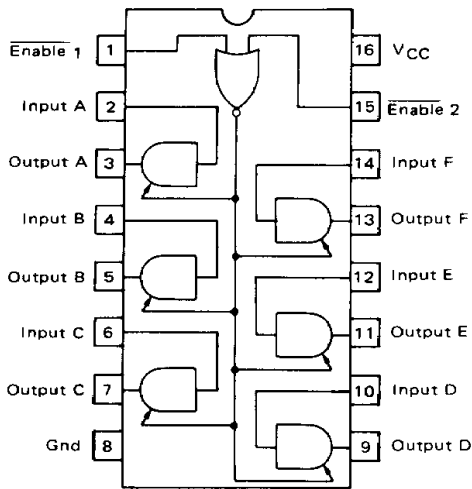 Enable 1 1 16 VCC
Input A 2 15 Enable 2
Output A 3 14 Input F
Input B 4 13 Output F
Output B 5 12 Input E
Input C 6 11 Output E
Output C 7 10 Input D
Gnd 8 9 Output D